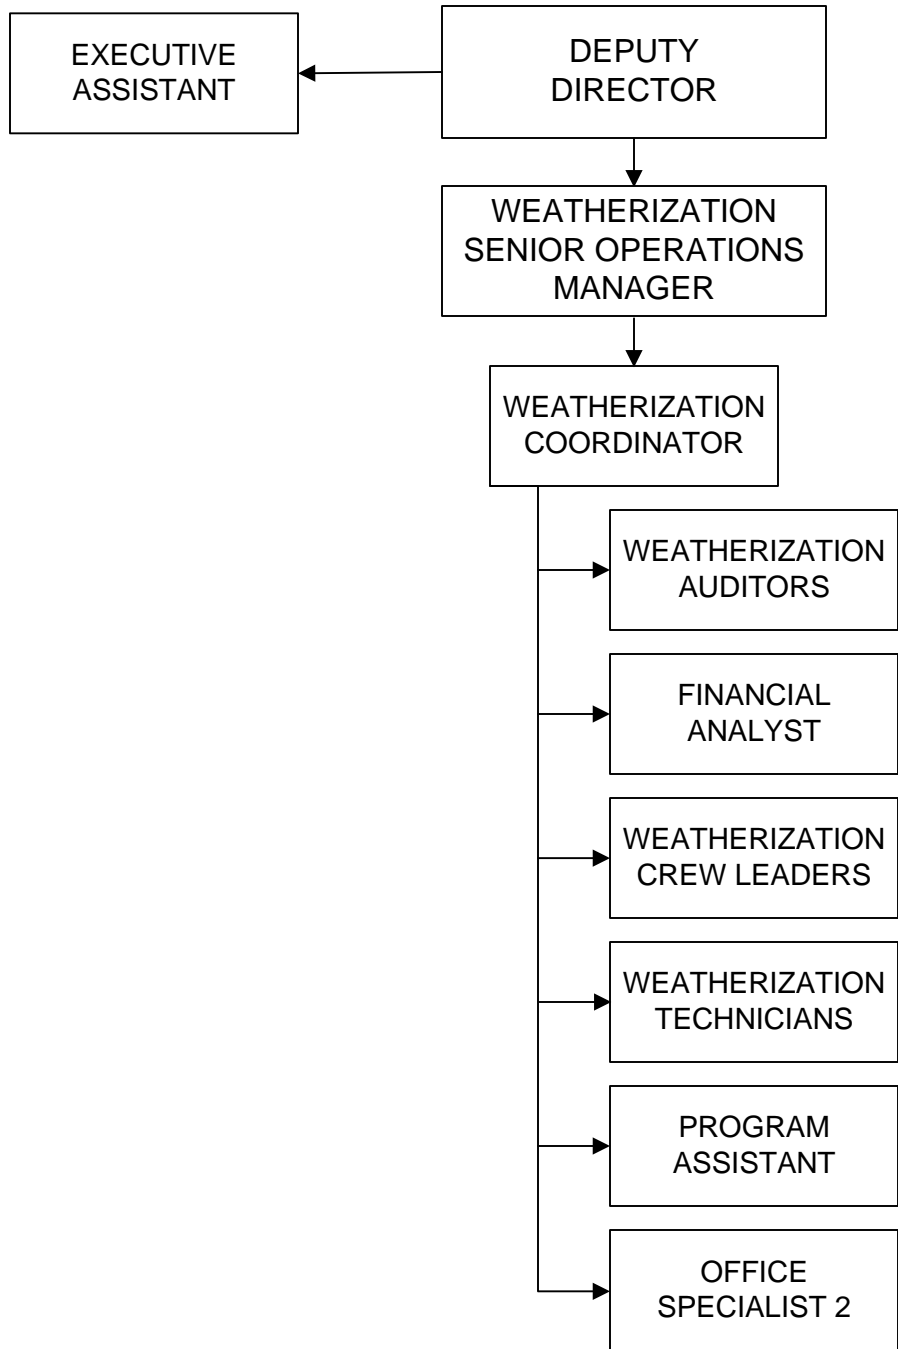 EXECUTIVE
ASSISTANT
DEPUTY
DIRECTOR
WEATHERIZATION
SENIOR OPERATIONS
MANAGER
WEATHERIZATION
COORDINATOR
WEATHERIZATION
AUDITORS
FINANCIAL
ANALYST
WEATHERIZATION
CREW LEADERS
WEATHERIZATION
TECHNICIANS
PROGRAM
ASSISTANT
OFFICE
SPECIALIST 2